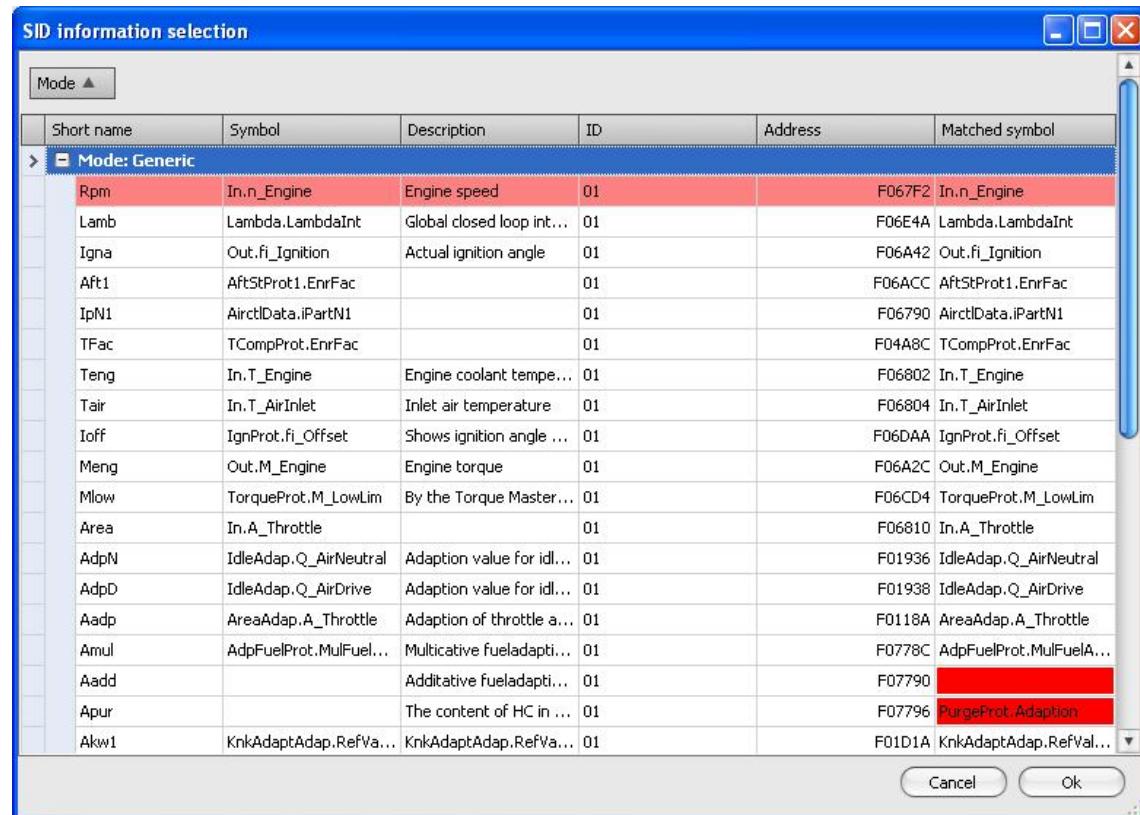 SID information selection
Mode
Short name Symbol Description ID Address Matched symbol
Mode: Generic
Rpm In.n_Engine Engine speed 01 F067F2 In.n_Engine
Lamb Lambda.LambdaInt Global closed loop int... 01 F06E4A Lambda.LambdaInt
Igna Out.fi_Ignition Actual ignition angle 01 F06A42 Out.fi_Ignition
Aft1 AftStProt1.EnrFac 01 F06ACC AftStProt1.EnrFac
IpN1 AirctlData.iPartN1 01 F06790 AirctlData.iPartN1
TFac TCompProt.EnrFac 01 F04A8C TCompProt.EnrFac
Teng In.T_Engine Engine coolant tempe... 01 F06802 In.T_Engine
Tair In.T_AirInlet Inlet air temperature 01 F06804 In.T_AirInlet
Ioff IgnProt.fi_Offset Shows ignition angle ... 01 F06DAA IgnProt.fi_Offset
Meng Out.M_Engine Engine torque 01 F06A2C Out.M_Engine
Mlow TorqueProt.M_LowLim By the Torque Master... 01 F06CD4 TorqueProt.M_LowLim
Area In.A_Throttle 01 F06810 In.A_Throttle
AdpN IdleAdap.Q_AirNeutral Adaption value for idl... 01 F01936 IdleAdap.Q_AirNeutral
AdpD IdleAdap.Q_AirDrive Adaption value for idl... 01 F01938 IdleAdap.Q_AirDrive
Aadp AreaAdap.A_Throttle Adaption of throttle a... 01 F0118A AreaAdap.A_Throttle
Amul AdpFuelProt.MulFuel... Multicative fueladapti... 01 F0778C AdpFuelProt.MulFuelA...
Aadd Additative fueladapti... 01 F07790
Apur The content of HC in ... 01 F07796 PurgeProt.Adaption
Akw1 KnkAdaptAdap.RefVa... KnkAdaptAdap.RefVa... 01 F01D1A KnkAdaptAdap.RefVal...
Cancel Ok